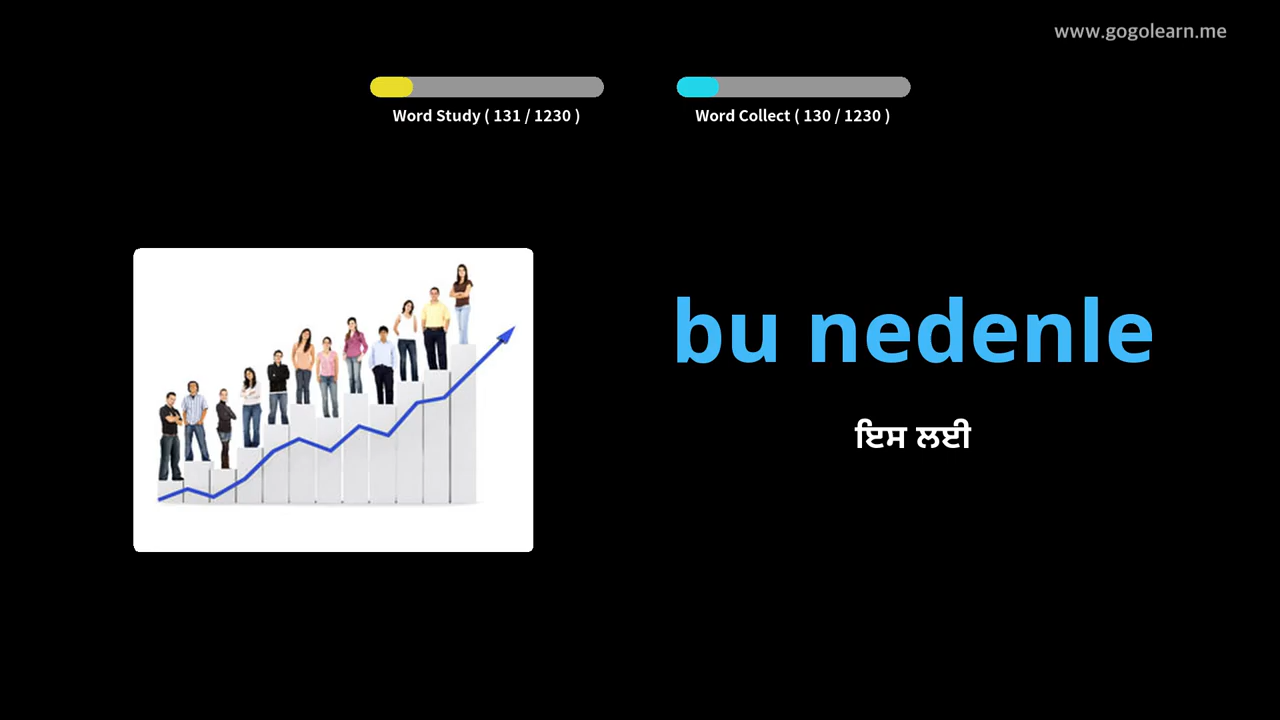 www.gogolearn.me
Word Study ( 131 / 1230 )
Word Collect ( 130 / 1230 )
bu nedenle
ਇਸ ਲਈ